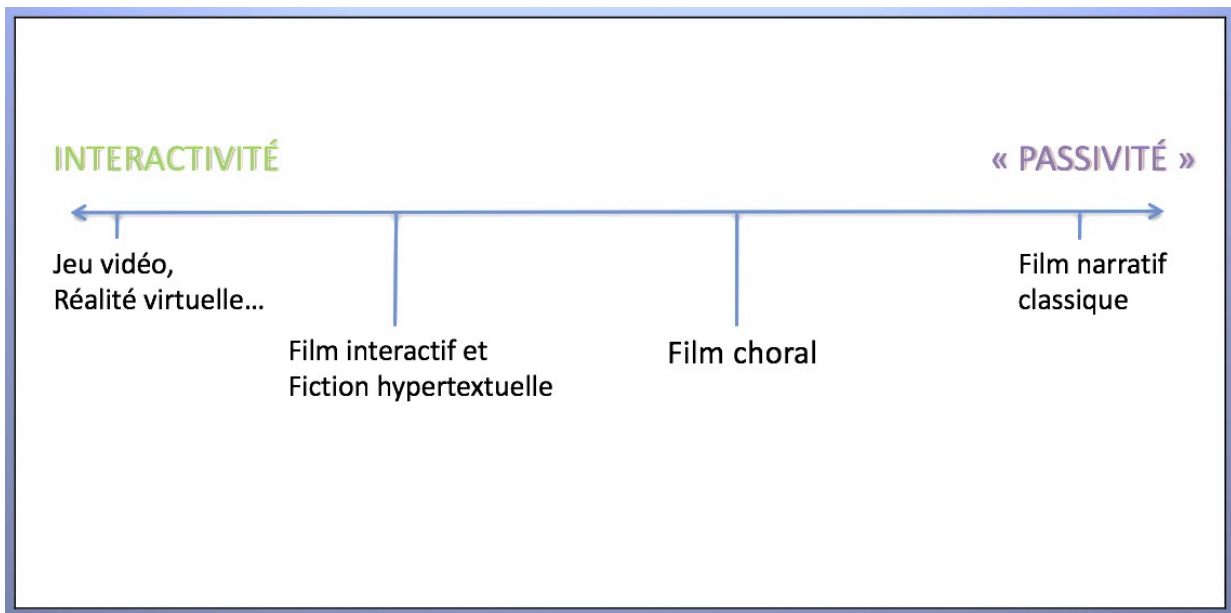 INTERACTIVITÉ
« PASSIVITÉ »
Jeu vidéo,
Réalité virtuelle...
Film interactif et
Fiction hypertextuelle
Film choral
Film narratif
classique